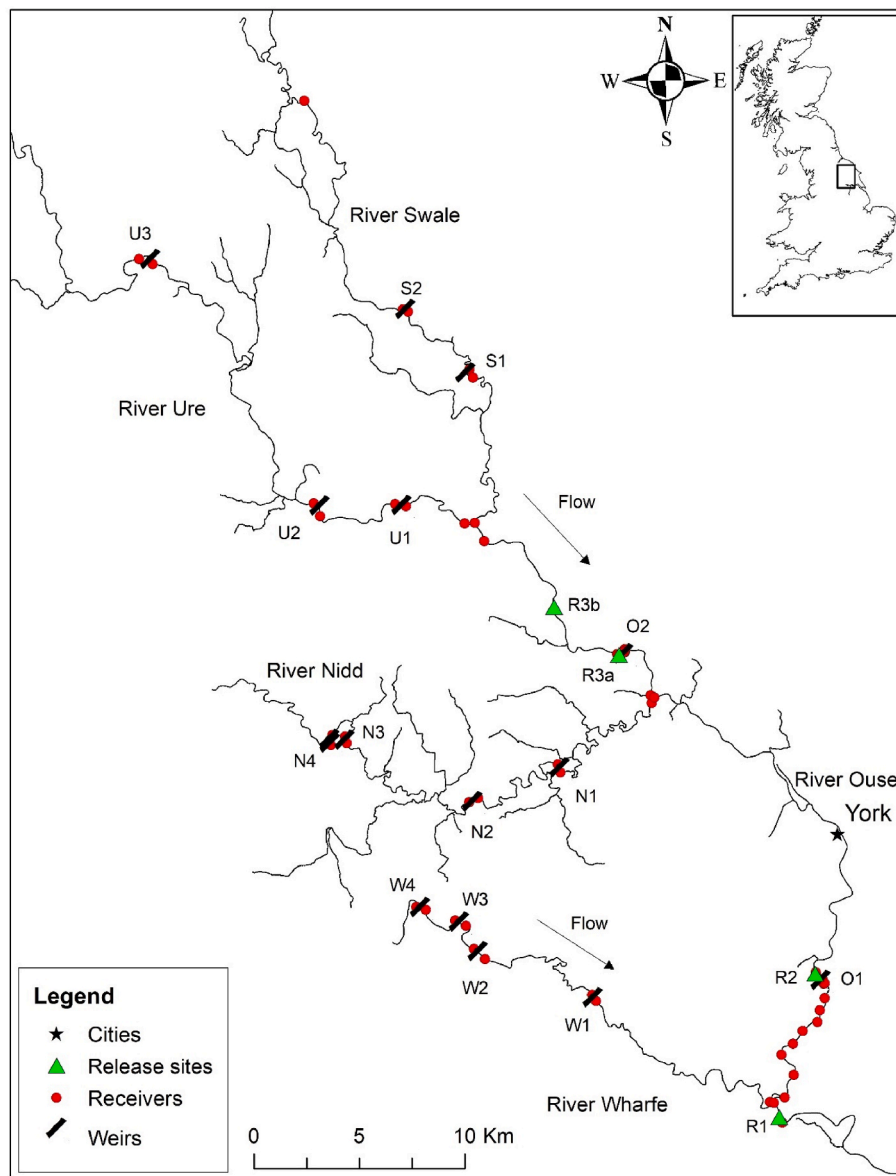 N
W E
S
River Swale
U3
S2
S1
River Ure
Flow
U2
U1
R3b
O2
R3a
River Nidd
N3
N4
N1
River Ouse
York
N2
W4
W3
Flow
W2
R2
O1
W1
Legend
Cities
Release sites
Receivers
Weirs
River Wharfe
R1
0 5 10 Km